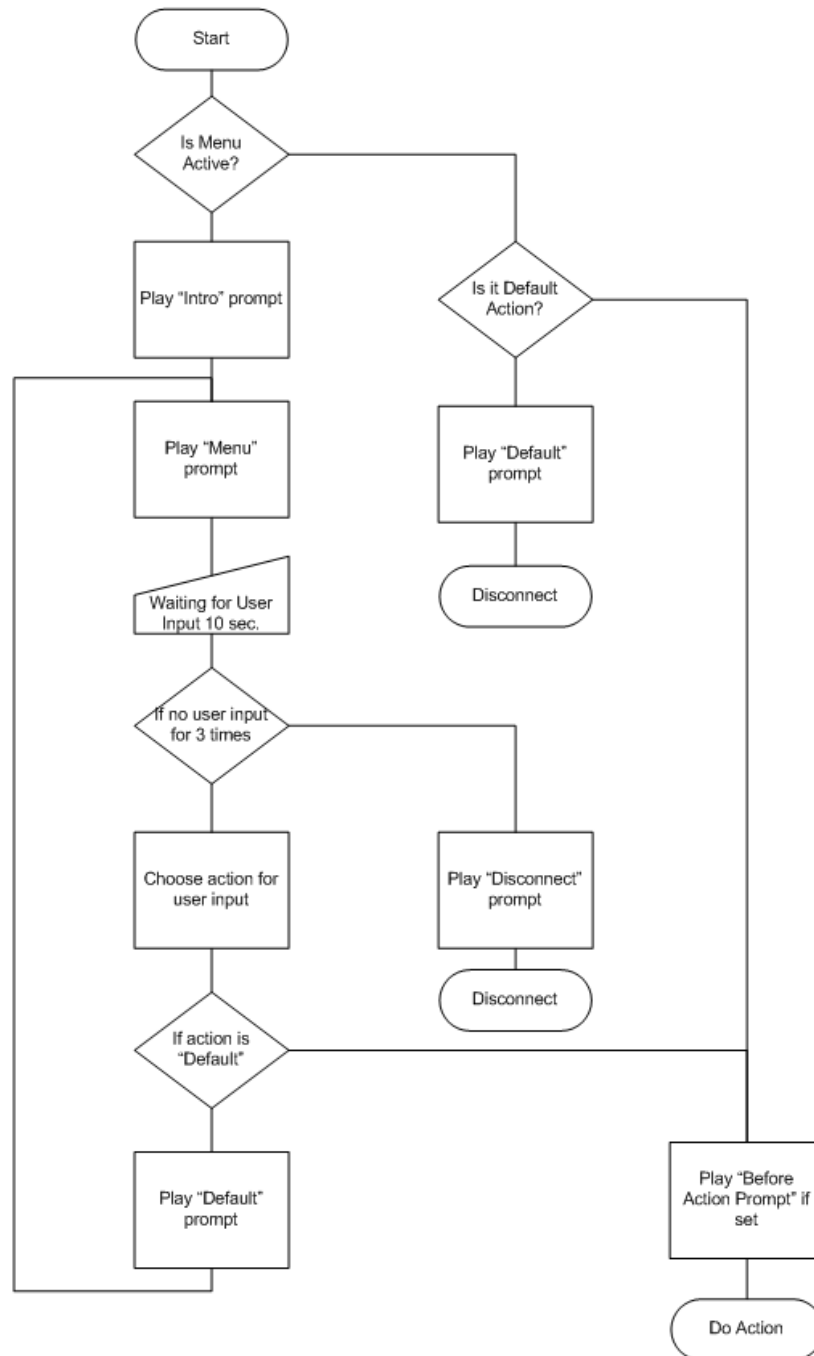 Start
Is Menu
Active?
Play “Intro” prompt
Is it Default
Action?
Play “Menu”
prompt
Play “Default”
prompt
Waiting for User
Input 10 sec.
Disconnect
If no user input
for 3 times
Choose action for
user input
Play “Disconnect”
prompt
Disconnect
If action is
“Default”
Play “Default”
prompt
Play “Before
Action Prompt” if
set
Do Action